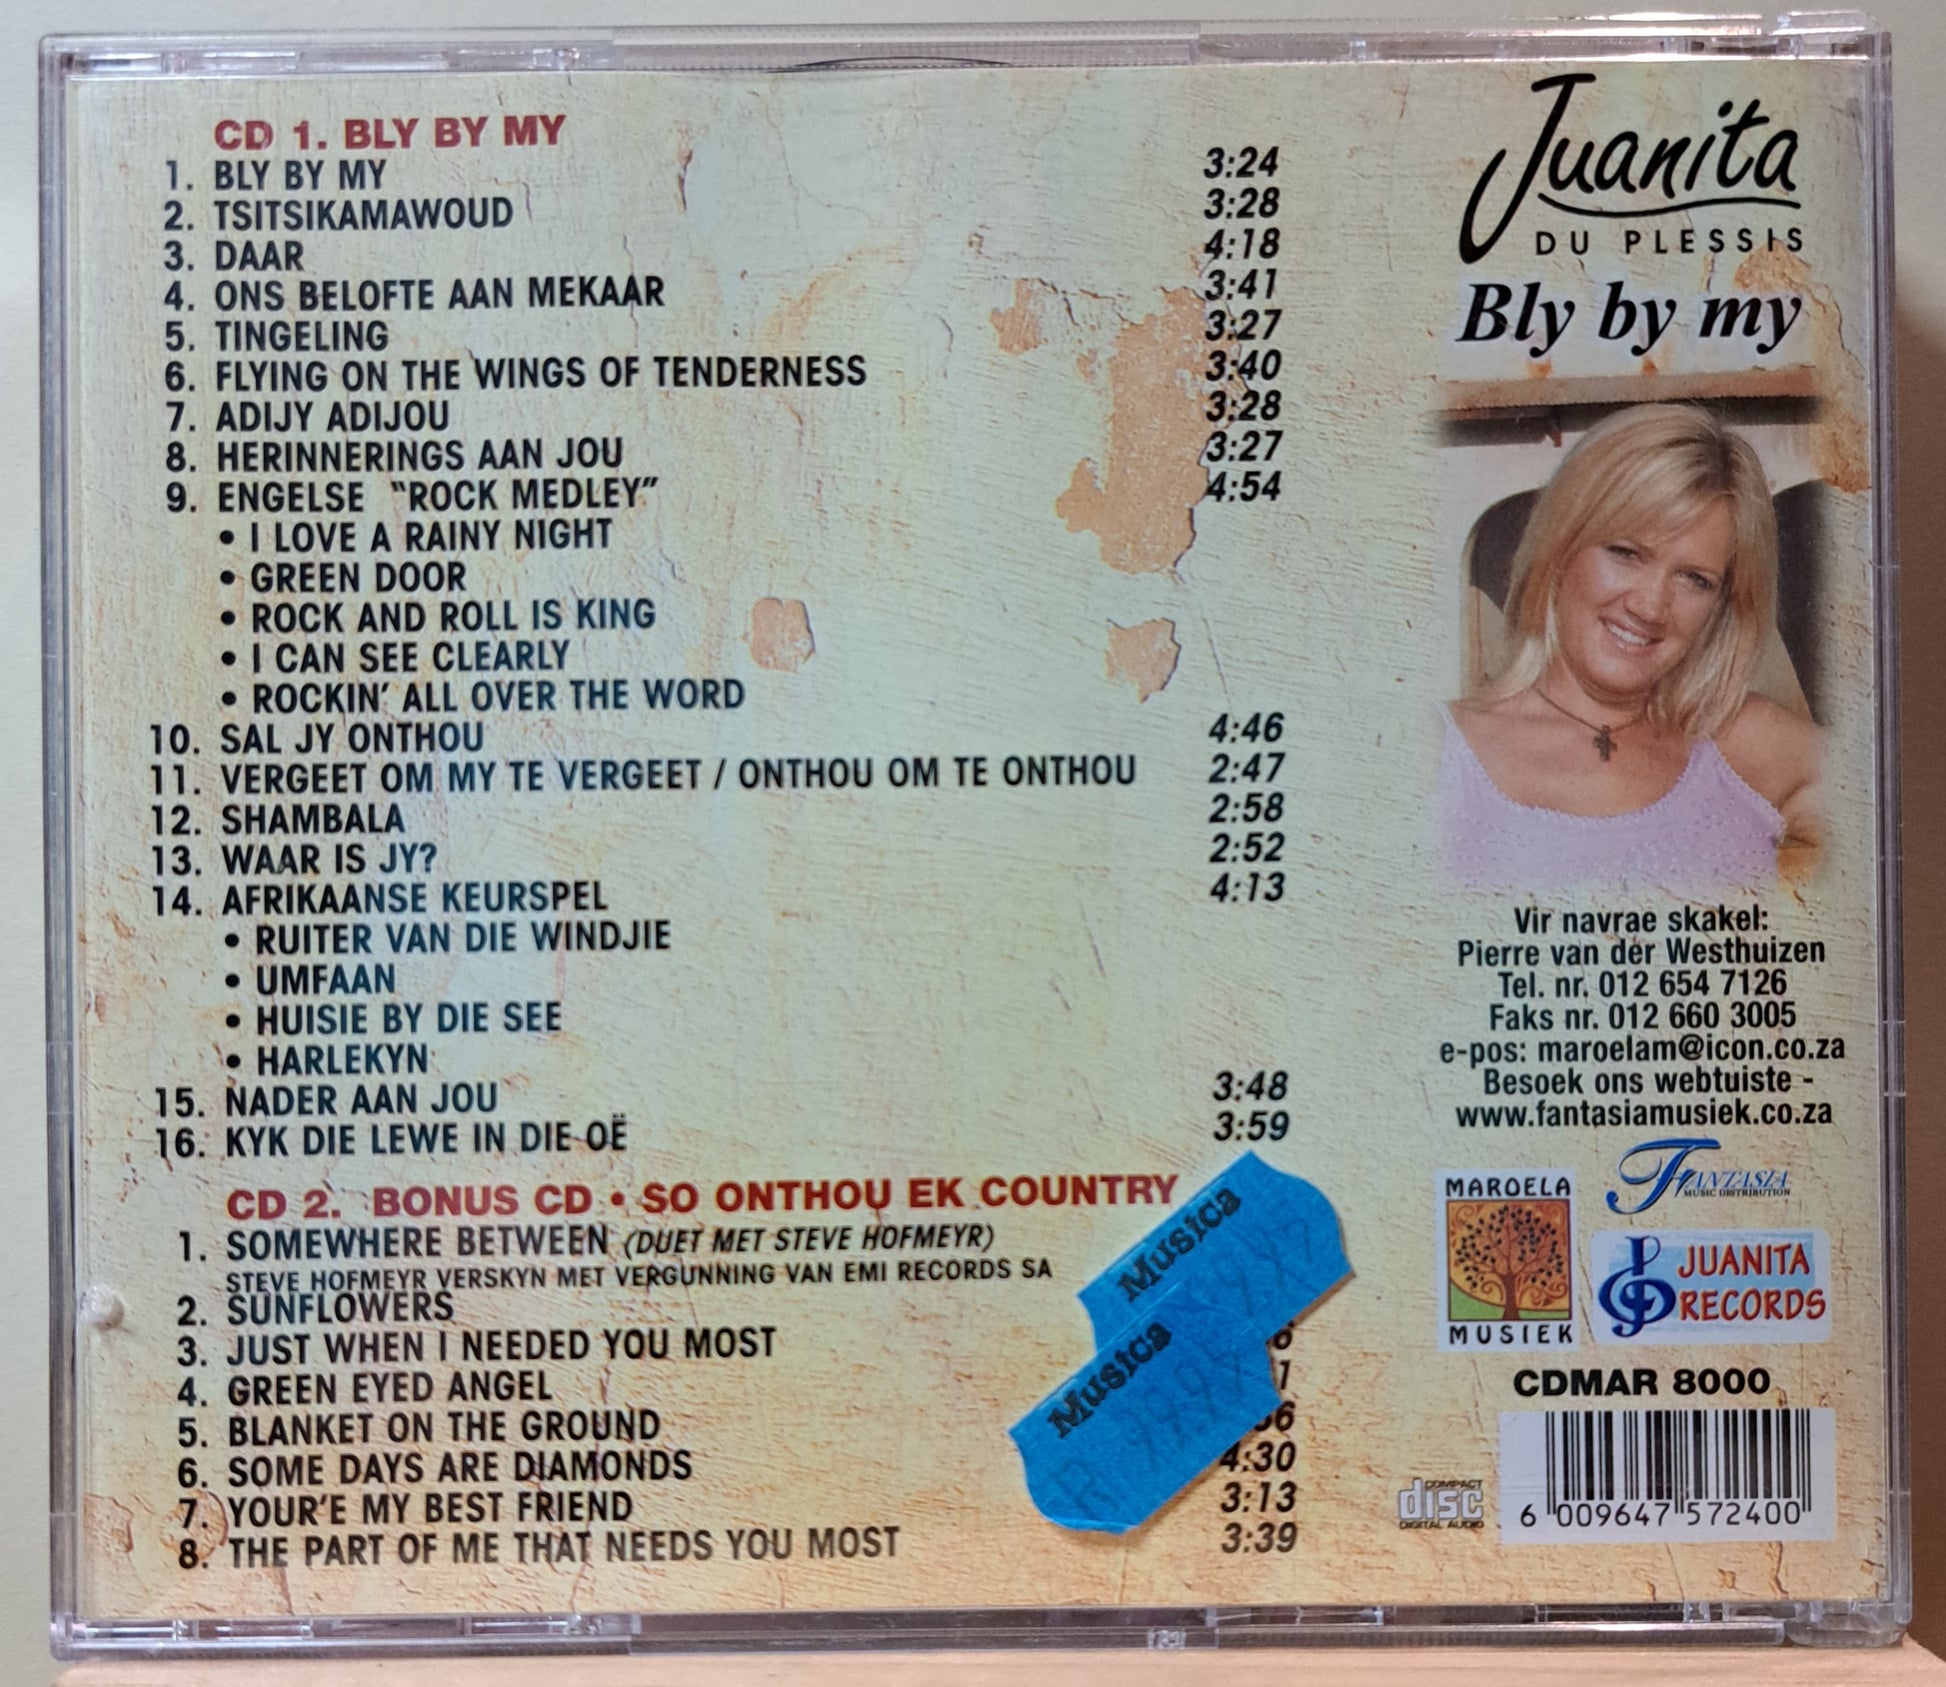 CD 1. BLY BY MY
1. BLY BY MY 3:24
2. TSITSIKAMAWOUD 3:28
3. DAAR 4:18
4. ONS BELOFTE AAN MEKAAR 3:41
5. TINGELING 3:27
6. FLYING ON THE WINGS OF TENDERNESS 3:40
7. ADIJY ADIJOU 3:28
8. HERINNERINGS AAN JOU 3:27
9. ENGELSE "ROCK MEDLEY" 4:54
• I LOVE A RAINY NIGHT
• GREEN DOOR
• ROCK AND ROLL IS KING
• I CAN SEE CLEARLY
• ROCKIN' ALL OVER THE WORD
10. SAL JY ONTHOU 4:46
11. VERGEET OM MY TE VERGEET / ONTHOU OM TE ONTHOU 2:47
12. SHAMBALA 2:58
13. WAAR IS JY? 2:52
14. AFRIKAANSE KEURSPEL 4:13
• RUITER VAN DIE WINDJIE
• UMFAAN
• HUISIE BY DIE SEE
• HARLEKYN
15. NADER AAN JOU 3:48
16. KYK DIE LEWE IN DIE OË 3:59
CD 2. BONUS CD • SO ONTHOU EK COUNTRY
1. SOMEWHERE BETWEEN (DUET MET STEVE HOFMEYR)
STEVE HOFMEYR VERSKYN MET VERGUNNING VAN EMI RECORDS SA
2. SUNFLOWERS
3. JUST WHEN I NEEDED YOU MOST
4. GREEN EYED ANGEL
5. BLANKET ON THE GROUND
6. SOME DAYS ARE DIAMONDS 4:30
7. YOUR'E MY BEST FRIEND 3:13
8. THE PART OF ME THAT NEEDS YOU MOST 3:39
Musica
Musica
Juanita
DU PLESSIS
Bly by my
Vir navrae skakel:
Pierre van der Westhuizen
Tel. nr. 012 654 7126
Faks nr. 012 660 3005
e-pos: maroelam@icon.co.za
Besoek ons webtuiste -
www.fantasiamusiek.co.za
MAROELA
MUSIEK
FANTASIA
MUSIC DISTRIBUTION
JUANITA
RECORDS
CDMAR 8000
COMPACT
disc
DIGITAL AUDIO
6 009647 572400